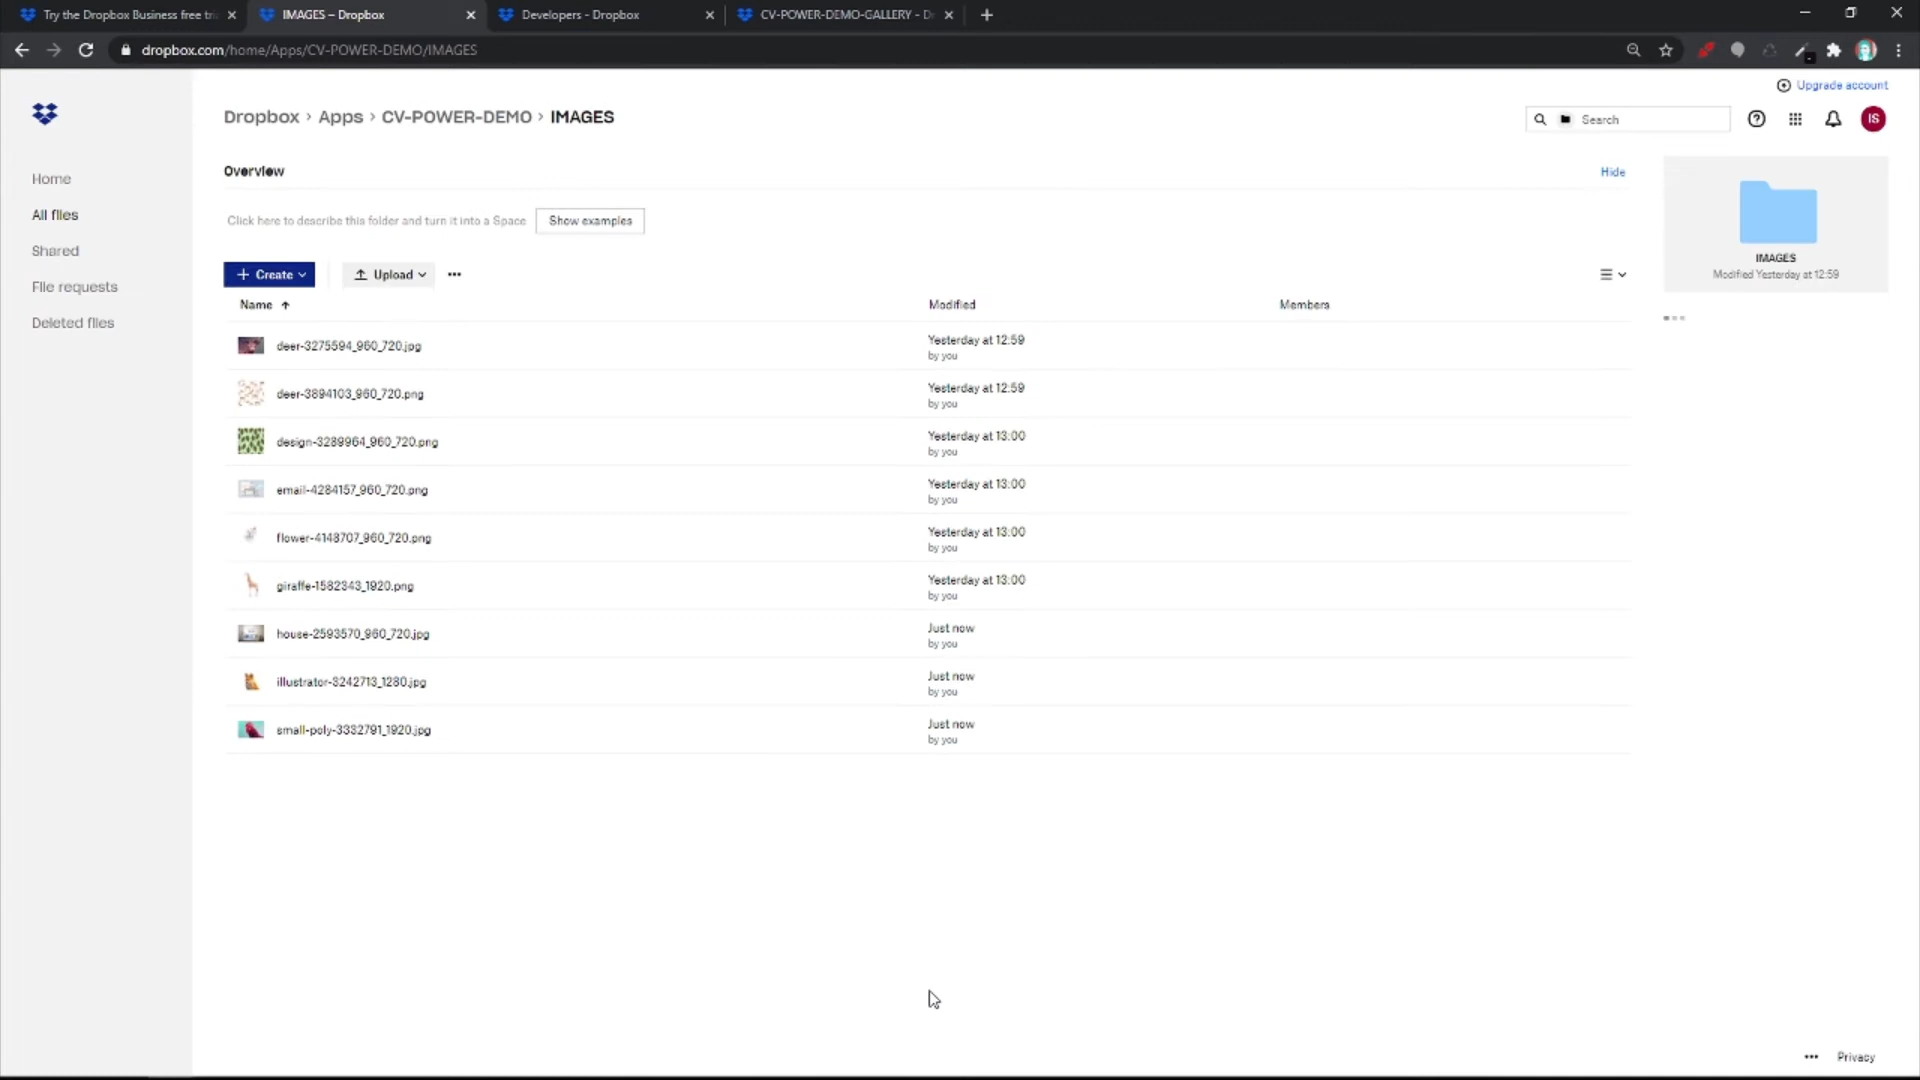 Try the Dropbox Business free tri
IMAGES – Dropbox
Developers - Dropbox
CV-POWER-DEMO-GALLERY - D
dropbox.com/home/Apps/CV-POWER-DEMO/IMAGES
Upgrade account
Dropbox › Apps › CV-POWER-DEMO › IMAGES
Search
IS
Home
All files
Shared
File requests
Deleted files
Overview
Hide
Click here to describe this folder and turn it into a Space
Show examples
IMAGES
Modified Yesterday at 12:59
Create
Upload
Name
Modified
Members
deer-3275594_960_720.jpg
Yesterday at 12:59
by you
deer-3894103_960_720.png
Yesterday at 12:59
by you
design-3289964_960_720.png
Yesterday at 13:00
by you
email-4284157_960_720.png
Yesterday at 13:00
by you
flower-4148707_960_720.png
Yesterday at 13:00
by you
giraffe-1582343_1920.png
Yesterday at 13:00
by you
house-2593570_960_720.jpg
Just now
by you
illustrator-3242713_1280.jpg
Just now
by you
small-poly-3332791_1920.jpg
Just now
by you
Privacy